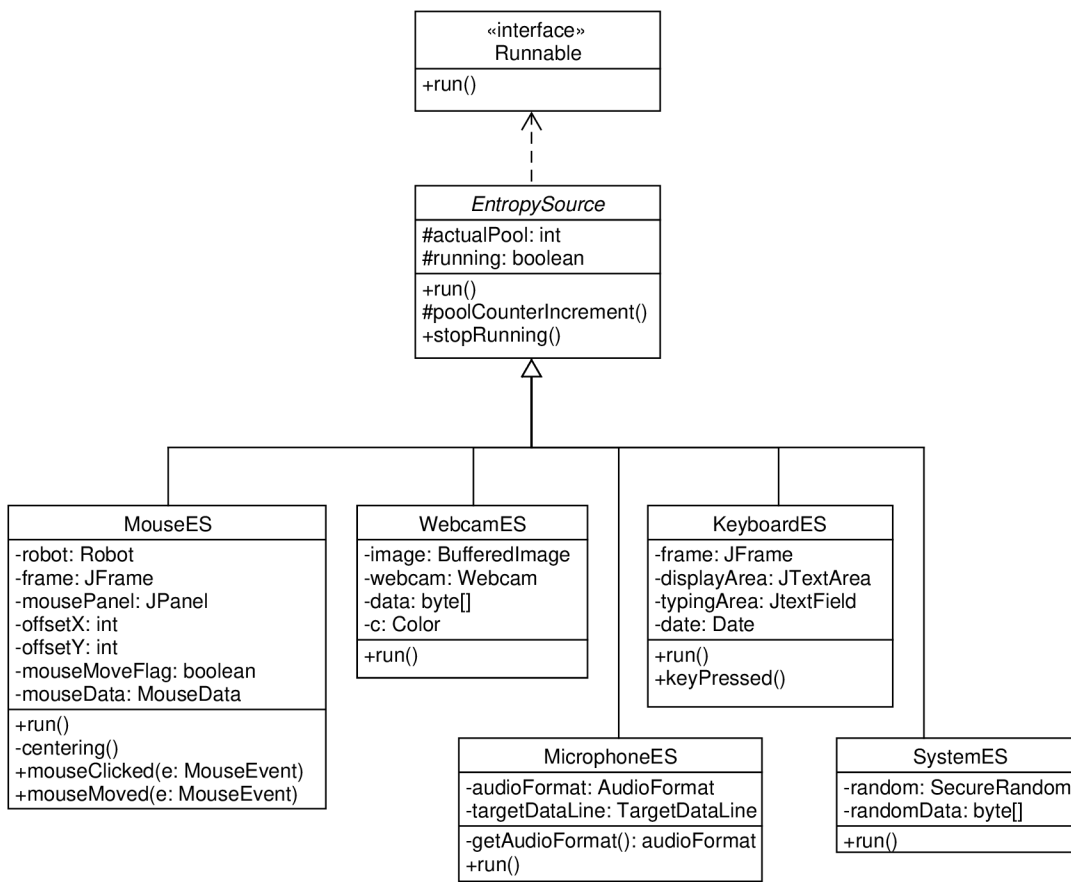 «interface»
Runnable
+run()
EntropySource
#actualPool: int
#running: boolean
+run()
#poolCounterIncrement()
+stopRunning()
MouseES
-robot: Robot
-frame: JFrame
-mousePanel: JPanel
-offsetX: int
-offsetY: int
-mouseMoveFlag: boolean
-mouseData: MouseData
+run()
-centering()
+mouseClicked(e: MouseEvent)
+mouseMoved(e: MouseEvent)
WebcamES
-image: BufferedImage
-webcam: Webcam
-data: byte[]
-c: Color
+run()
KeyboardES
-frame: JFrame
-displayArea: JTextArea
-typingArea: JtextField
-date: Date
+run()
+keyPressed()
MicrophoneES
-audioFormat: AudioFormat
-targetDataLine: TargetDataLine
-getAudioFormat(): audioFormat
+run()
SystemES
-random: SecureRandom
-randomData: byte[]
+run()